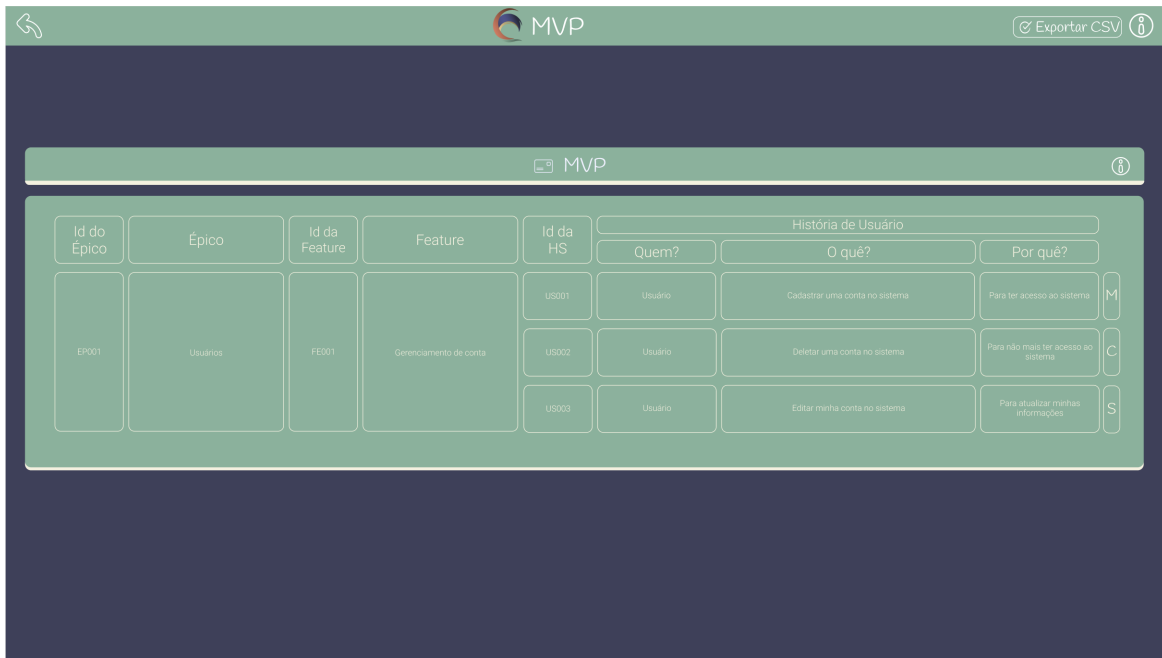 MVP
Exportar CSV
MVP
Id do
Épico
Épico
Id da
Feature
Feature
Id da
HS
História de Usuário
Quem?
O quê?
Por quê?
EP001
Usuários
FE001
Gerenciamento de conta
US001
Usuário
Cadastrar uma conta no sistema
Para ter acesso ao sistema
M
US002
Usuário
Deletar uma conta no sistema
Para não mais ter acesso ao
sistema
C
US003
Usuário
Editar minha conta no sistema
Para atualizar minhas
informações
S